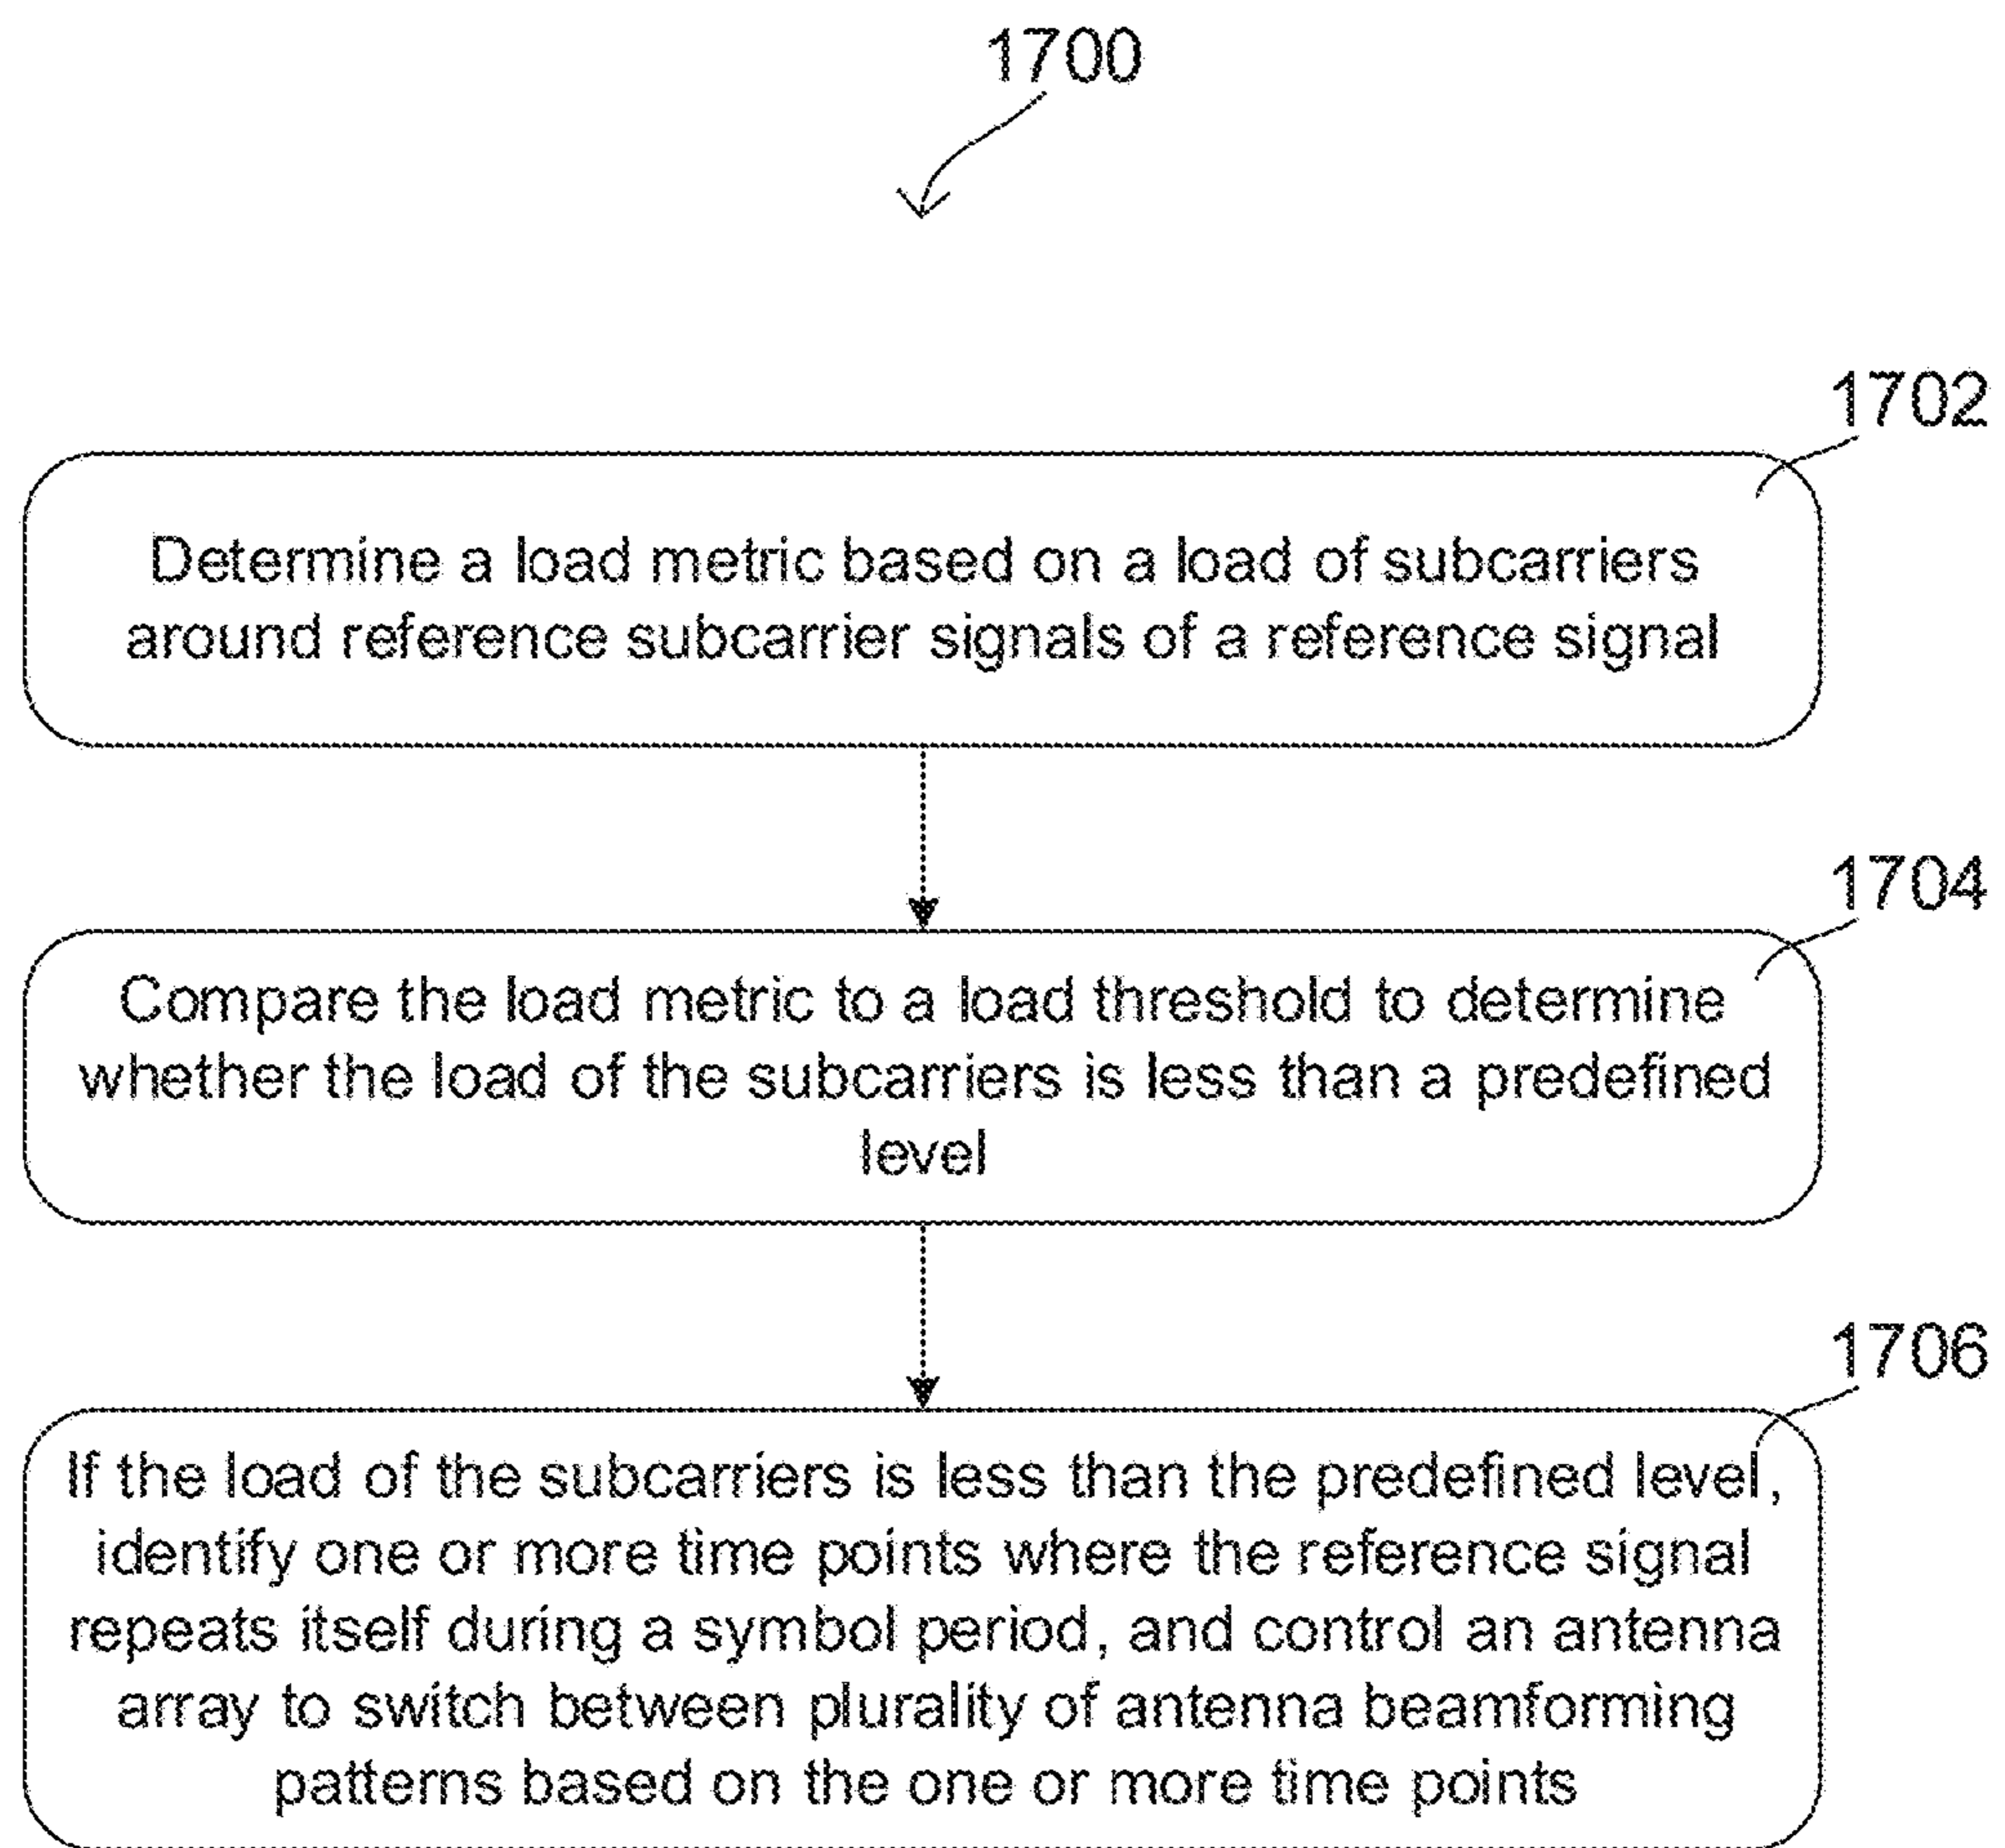 1700
1702
Determine a load metric based on a load of subcarriers
around reference subcarrier signals of a reference signal
1704
Compare the load metric to a load threshold to determine
whether the load of the subcarriers is less than a predefined
level
1706
If the load of the subcarriers is less than the predefined level,
identify one or more time points where the reference signal
repeats itself during a symbol period, and control an antenna
array to switch between plurality of antenna beamforming
patterns based on the one or more time points